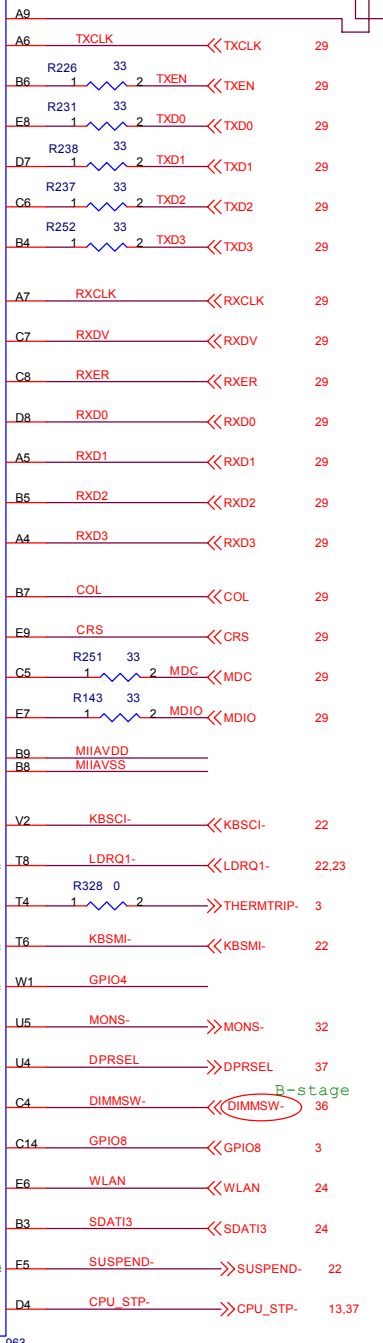 A9
A6 TXCLK TXCLK 29
R226 33
B6 1 2 TXEN TXEN 29
R231 33
E8 1 2 TXD0 TXD0 29
R238 33
D7 1 2 TXD1 TXD1 29
R237 33
C6 1 2 TXD2 TXD2 29
R252 33
B4 1 2 TXD3 TXD3 29
A7 RXCLK RXCLK 29
C7 RXDV RXDV 29
C8 RXER RXER 29
D8 RXD0 RXD0 29
A5 RXD1 RXD1 29
B5 RXD2 RXD2 29
A4 RXD3 RXD3 29
B7 COL COL 29
E9 CRS CRS 29
R251 33
C5 1 2 MDC MDC 29
R143 33
E7 1 2 MDIO MDIO 29
B9 MIIAVDD
B8 MIIAVSS
V2 KBSCI- KBSCI- 22
T8 LDRQ1- LDRQ1- 22,23
R328 0
T4 1 2 THERMTRIP- 3
T6 KBSMI- KBSMI- 22
W1 GPIO4
U5 MONS- MONS- 32
U4 DPRSEL DPRSEL 37
B-stage
C4 DIMMSW- DIMMSW- 36
C14 GPIO8 GPIO8 3
E6 WLAN WLAN 24
B3 SDATI3 SDATI3 24
F5 SUSPEND- SUSPEND- 22
D4 CPU_STP- CPU_STP- 13,37
963